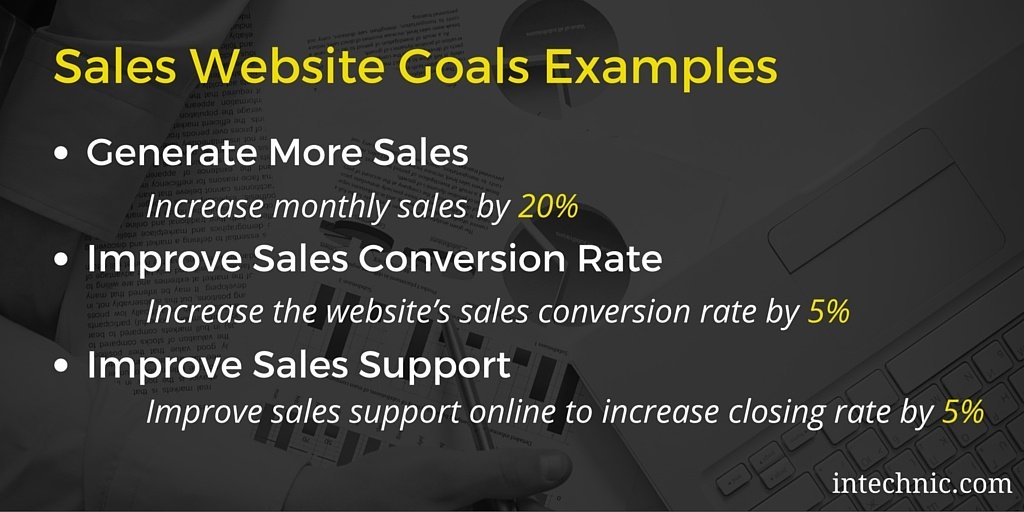 Sales Website Goals Examples
• Generate More Sales
Increase monthly sales by 20%
• Improve Sales Conversion Rate
Increase the website's sales conversion rate by 5%
• Improve Sales Support
Improve sales support online to increase closing rate by 5%
intechnic.com